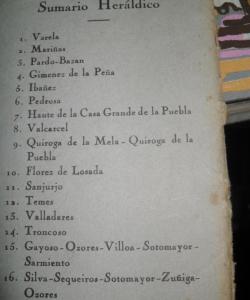 Sumario Heráldico
1. Varela
2. Mariñas
3. Pardo-Bazan
4. Gimenez de la Peña
5. Ibañez
6. Pedrosa
7. Haute de la Casa Grande de la Puebla
8. Valcarcel
9. Quiroga de la Mela-Quiroga de la
Puebla
10. Florez de Losada
11. Sanjurjo
12. Temes
13. Valladares
14. Troncoso
15. Gayoso-Ozores-Villoa-Sotomayor-
Sarmiento
16. Silva-Sequeiros-Sotomayor-Zuñiga-
Ozores